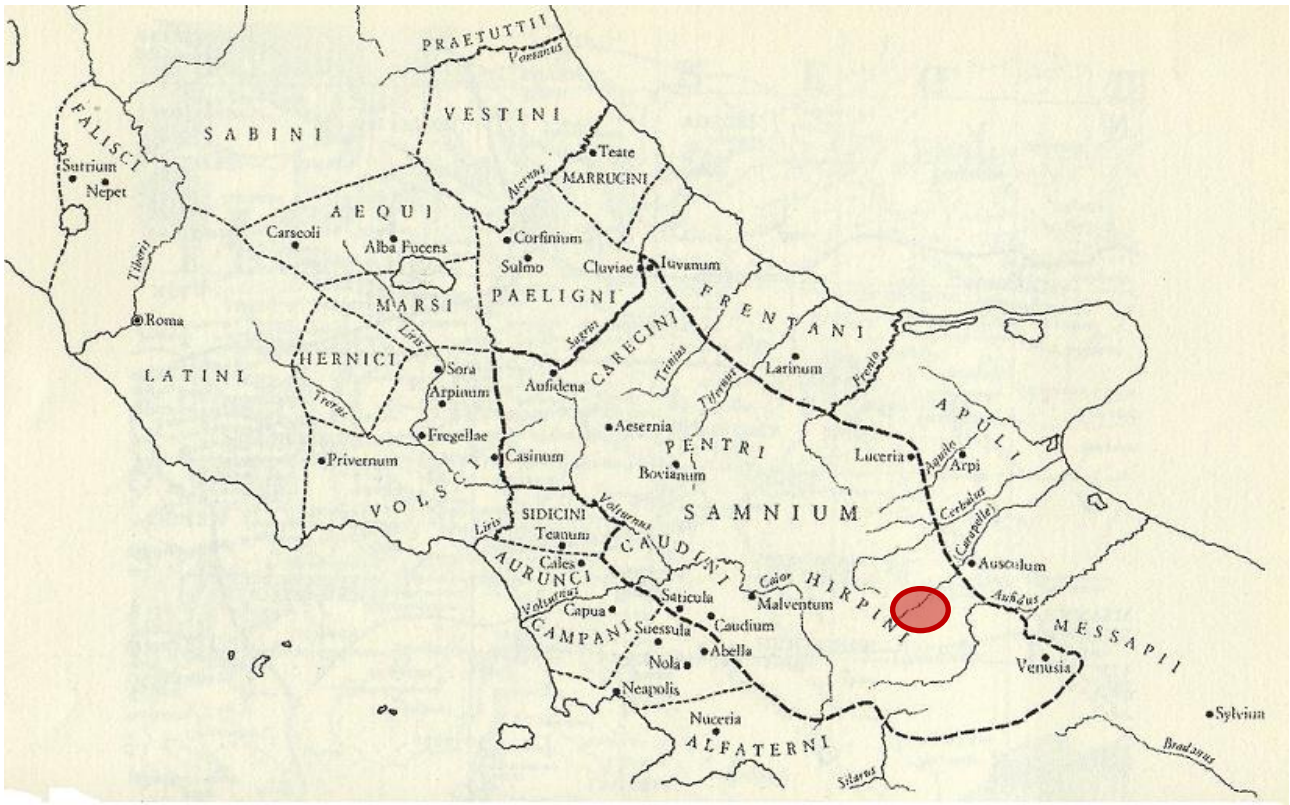 PRAETUTTII
Vomanus
VESTINI
FALISCI
SABINI
Teate
Sutrium
Nepet
Aternus
MARRUCINI
AEQUI
Carseoli
Alba Fucens
Corfinium
Sulmo
Cluviae
Iuvanum
Tiberis
MARSI
PAELIGNI
FRENTANI
Roma
Liris
Sagrus
CARECINI
Trinius
HERNICI
Sora
Larinum
LATINI
Aufidena
Tifernus
Frento
Arpinum
Trerus
APULI
Fregellae
Aesernia
PENTRI
Privernum
Casinum
Bovianum
Luceria
Aquilo
Arpi
VOLSCI
Cerbalus
SIDICINI
Volturnus
SAMNIUM
Liris
Teanum
(Carapelle)
CAUDINI
AURUNCI
Cales
Ausculum
Calor
HIRPINI
Volturnus
Saticula
Malventum
Aufidus
Capua
Caudium
MESSAPII
CAMPANI
Suessula
Abella
Nola
Venusia
Neapolis
Nuceria
Sylvium
ALFATERNI
Bradanus
Silarus